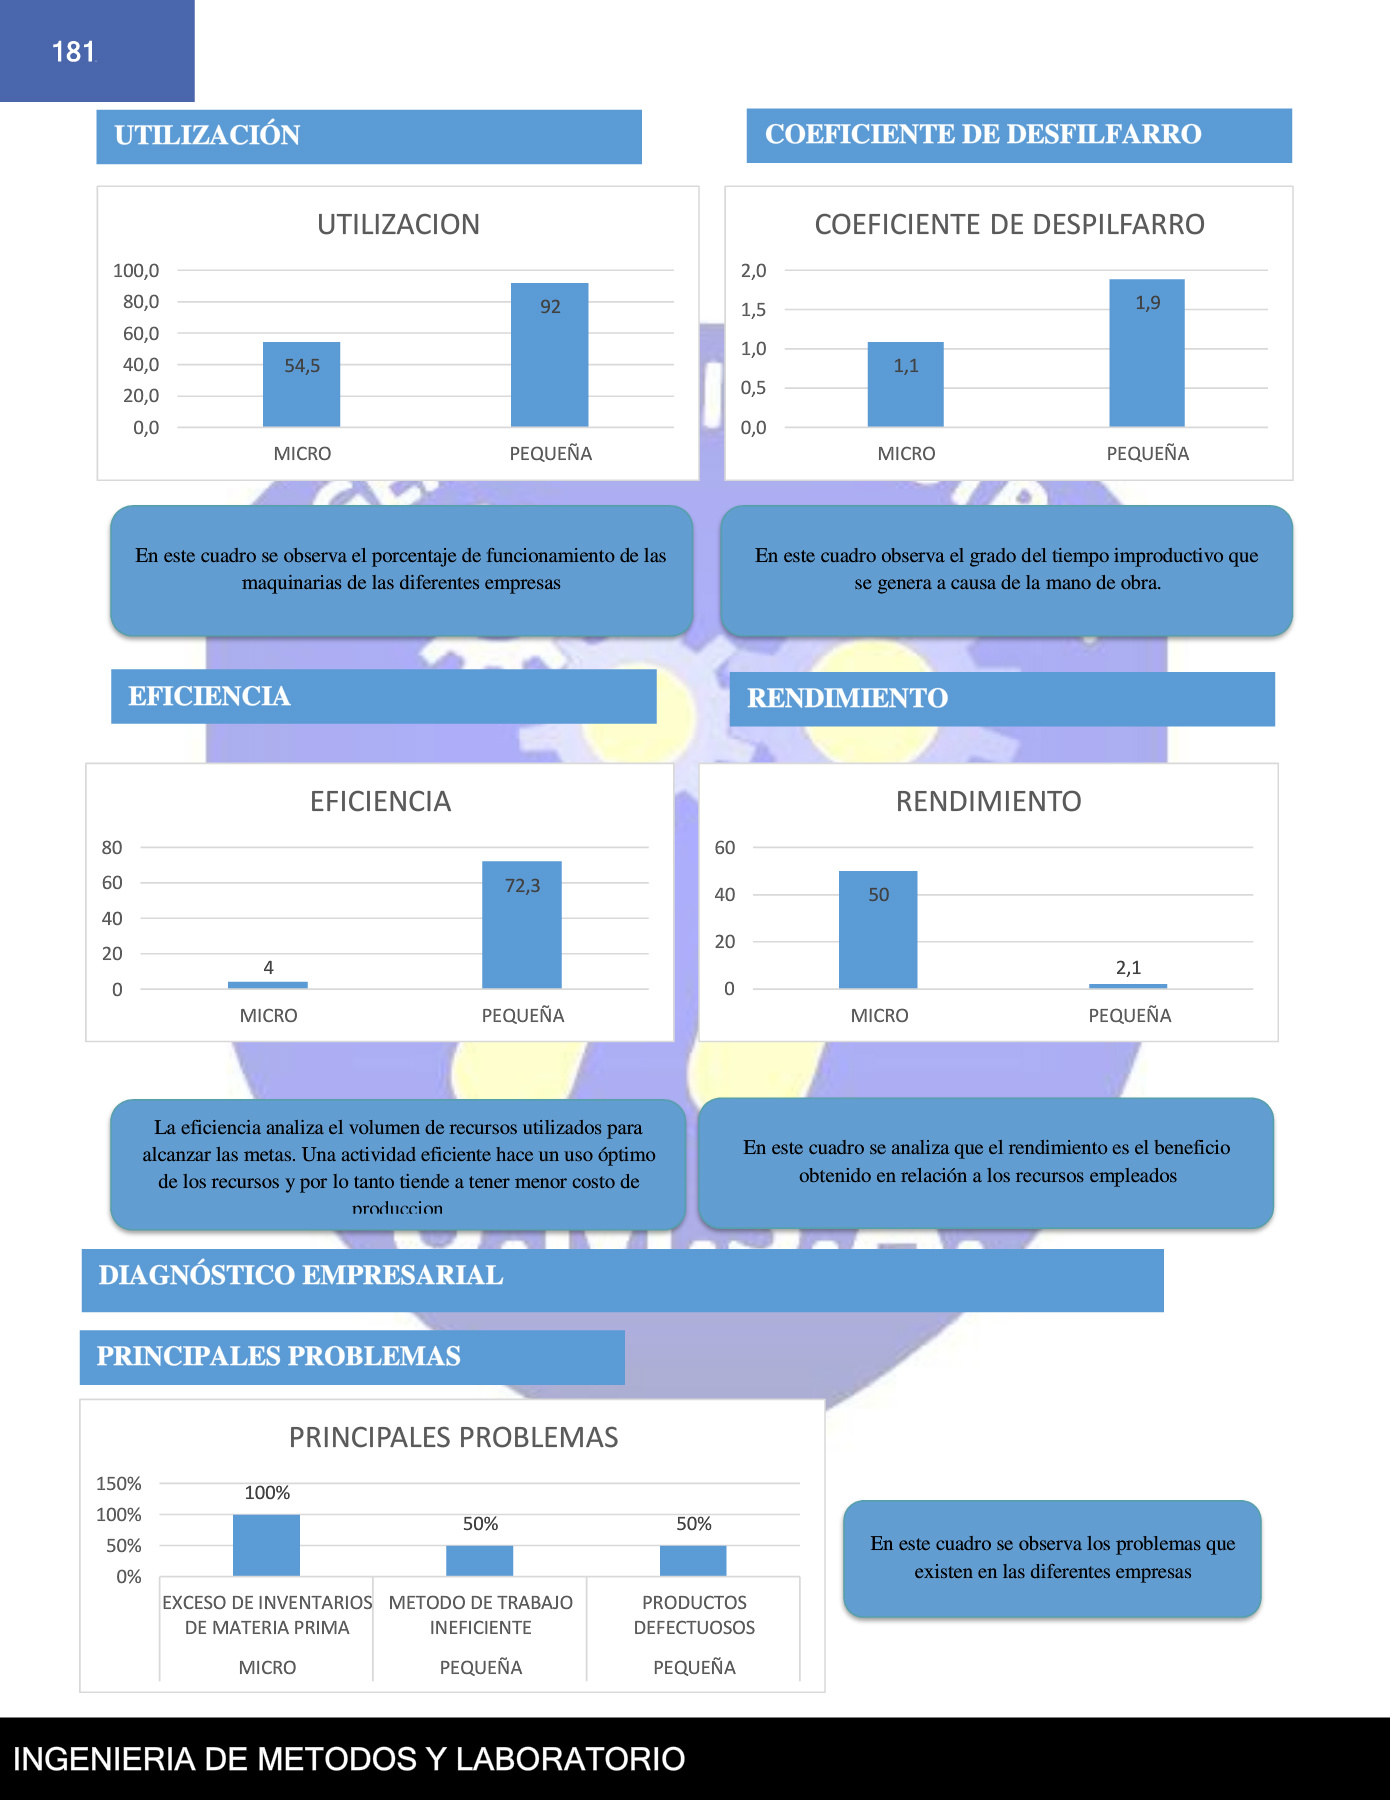 181
UTILIZACIÓN
COEFICIENTE DE DESFILFARRO
UTILIZACION
100,0
80,0
60,0
40,0
20,0
0,0
54,5
92
MICRO
PEQUEÑA
COEFICIENTE DE DESPILFARRO
2,0
1,5
1,0
0,5
0,0
1,1
1,9
MICRO
PEQUEÑA
En este cuadro se observa el porcentaje de funcionamiento de las
maquinarias de las diferentes empresas
En este cuadro observa el grado del tiempo improductivo que
se genera a causa de la mano de obra.
EFICIENCIA
RENDIMIENTO
EFICIENCIA
80
60
40
20
0
4
72,3
MICRO
PEQUEÑA
RENDIMIENTO
60
40
20
0
50
2,1
MICRO
PEQUEÑA
La eficiencia analiza el volumen de recursos utilizados para
alcanzar las metas. Una actividad eficiente hace un uso óptimo
de los recursos y por lo tanto tiende a tener menor costo de
produccion
En este cuadro se analiza que el rendimiento es el beneficio
obtenido en relación a los recursos empleados
DIAGNÓSTICO EMPRESARIAL
PRINCIPALES PROBLEMAS
PRINCIPALES PROBLEMAS
150%
100%
50%
0%
100%
50%
50%
EXCESO DE INVENTARIOS
DE MATERIA PRIMA
METODO DE TRABAJO
INEFICIENTE
PRODUCTOS
DEFECTUOSOS
MICRO
PEQUEÑA
PEQUEÑA
En este cuadro se observa los problemas que
existen en las diferentes empresas
INGENIERIA DE METODOS Y LABORATORIO